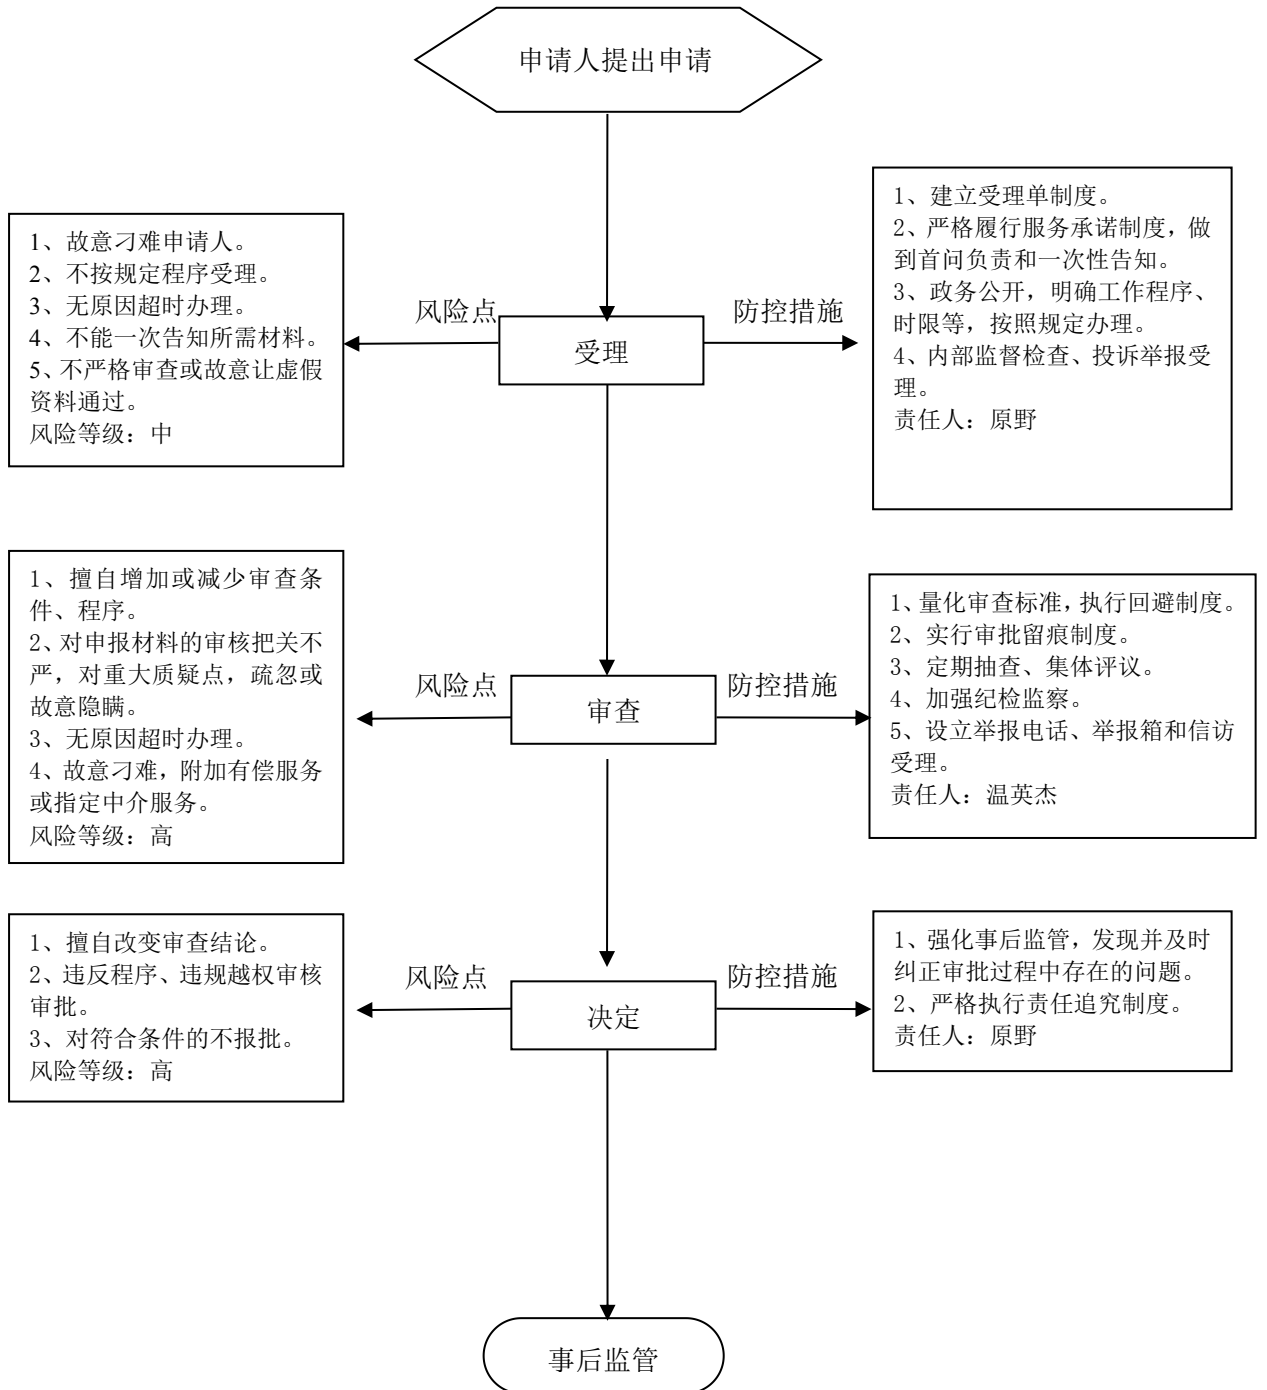 申请人提出申请
1、故意刁难申请人。
2、不按规定程序受理。
3、无原因超时办理。
4、不能一次告知所需材料。
5、不严格审查或故意让虚假
资料通过。
风险等级：中
风险点
受理
防控措施
1、建立受理单制度。
2、严格履行服务承诺制度，做
到首问负责和一次性告知。
3、政务公开，明确工作程序、
时限等，按照规定办理。
4、内部监督检查、投诉举报受
理。
责任人：原野
1、擅自增加或减少审查条
件、程序。
2、对申报材料的审核把关不
严，对重大质疑点，疏忽或
故意隐瞒。
3、无原因超时办理。
4、故意刁难，附加有偿服务
或指定中介服务。
风险等级：高
风险点
审查
防控措施
1、量化审查标准，执行回避制度。
2、实行审批留痕制度。
3、定期抽查、集体评议。
4、加强纪检监察。
5、设立举报电话、举报箱和信访
受理。
责任人：温英杰
1、擅自改变审查结论。
2、违反程序、违规越权审核
审批。
3、对符合条件的不报批。
风险等级：高
风险点
决定
防控措施
1、强化事后监管，发现并及时
纠正审批过程中存在的问题。
2、严格执行责任追究制度。
责任人：原野
事后监管